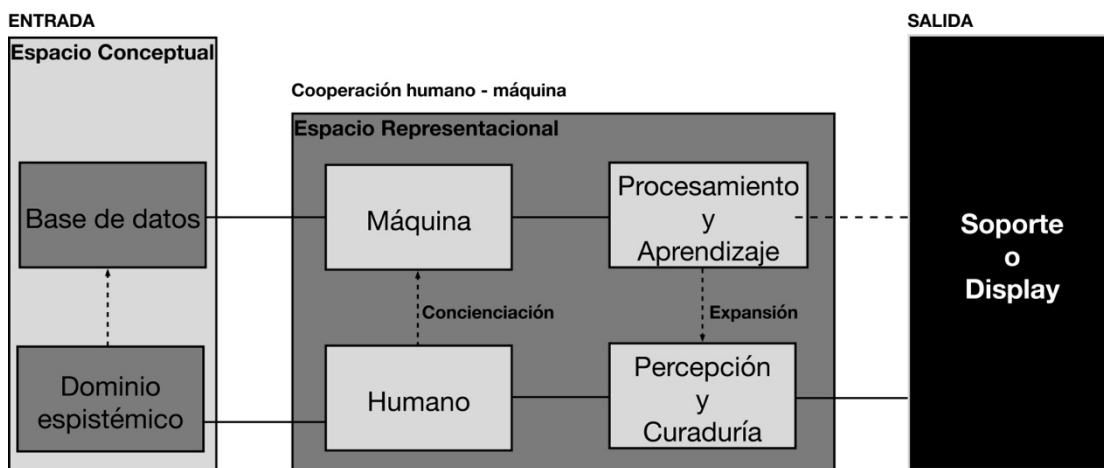 ENTRADA
SALIDA
Espacio Conceptual
Cooperación humano - máquina
Espacio Representacional
Base de datos
Máquina
Procesamiento
y
Aprendizaje
Soporte
o
Display
Concienciación
Expansión
Dominio
espistémico
Humano
Percepción
y
Curaduría